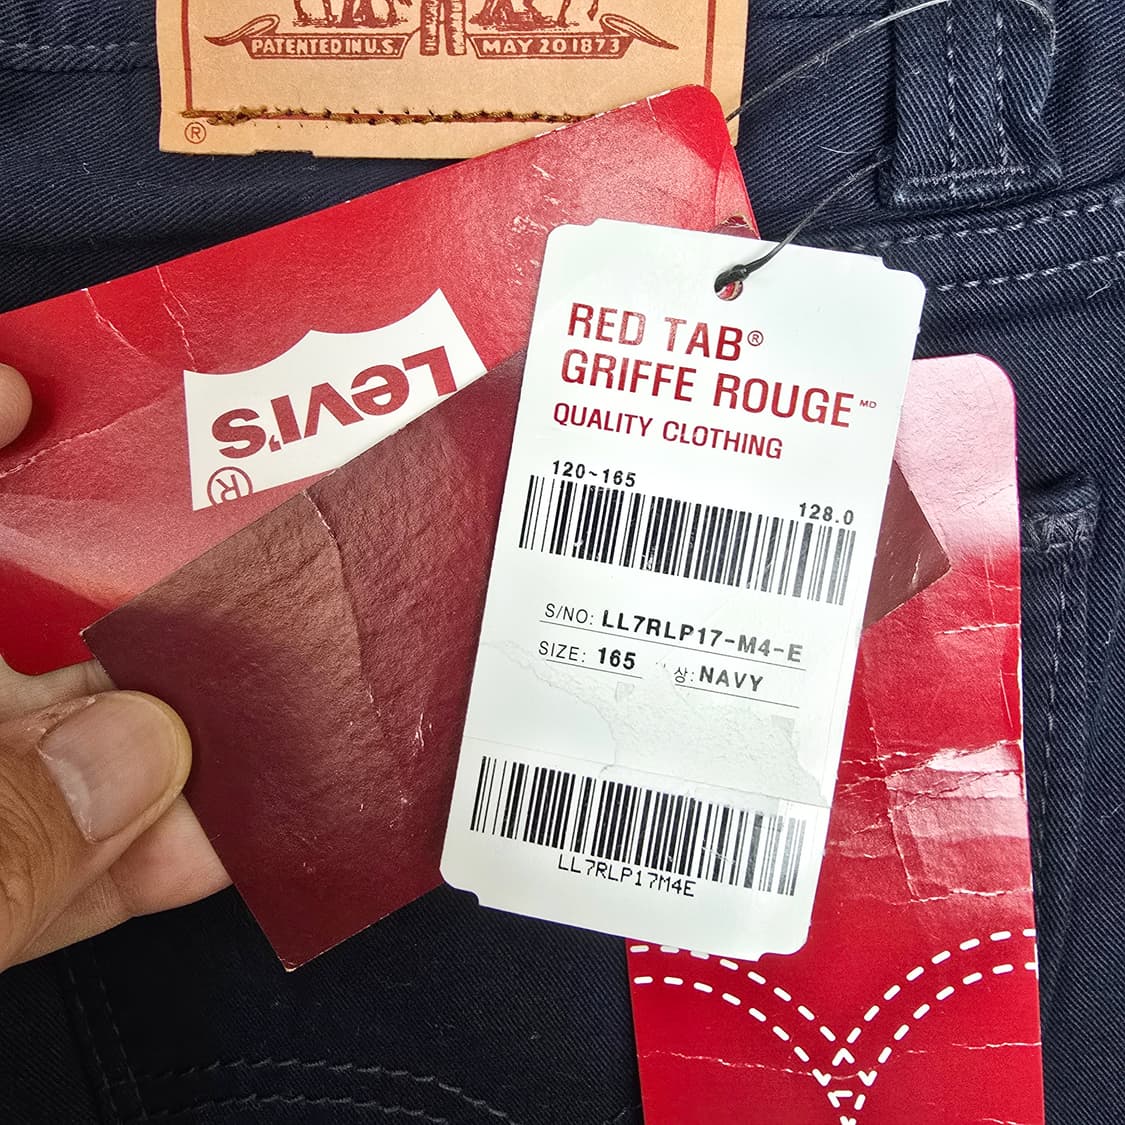 PATENTED IN U.S.
MAY 20 1873
®
LEVI'S
®
RED TAB®
GRIFFE ROUGE MD
QUALITY CLOTHING
120~165
128.0
S/NO: LL7RLP17-M4-E
SIZE: 165 상: NAVY
LL7RLP17M4E